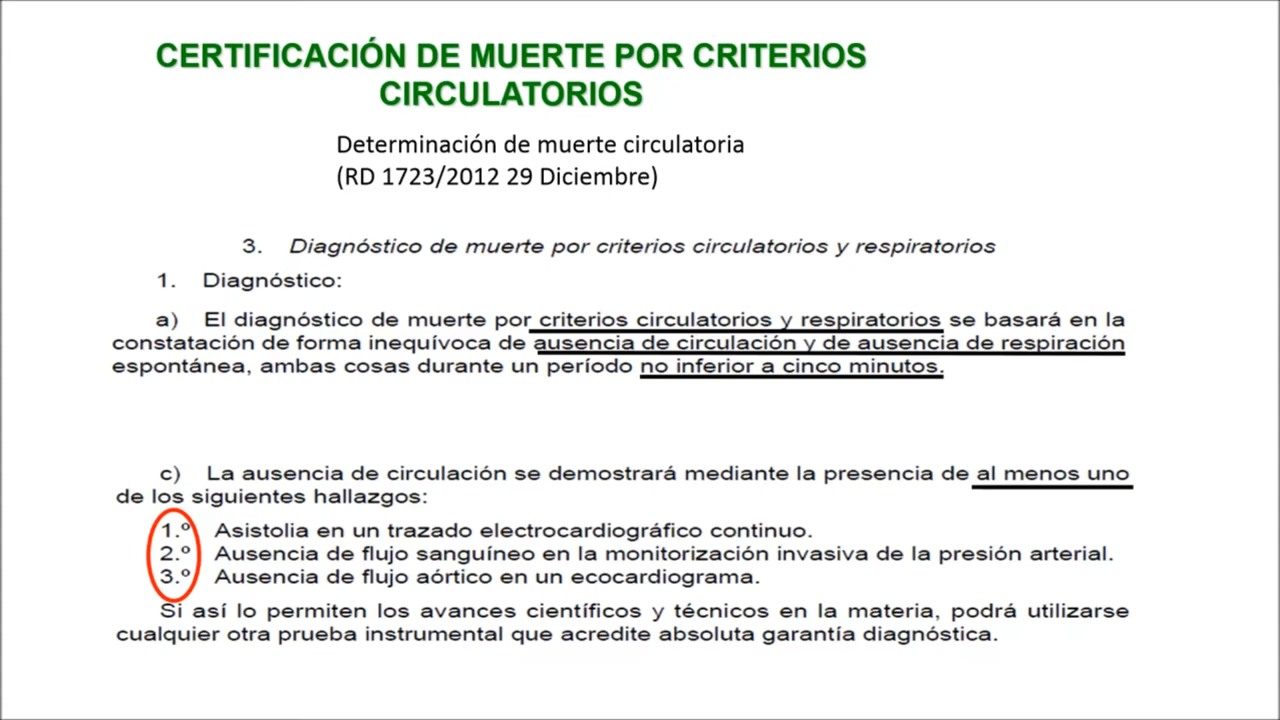 CERTIFICACIÓN DE MUERTE POR CRITERIOS
CIRCULATORIOS
Determinación de muerte circulatoria
(RD 1723/2012 29 Diciembre)
3. Diagnóstico de muerte por criterios circulatorios y respiratorios
1. Diagnóstico:
a) El diagnóstico de muerte por criterios circulatorios y respiratorios se basará en la
constatación de forma inequívoca de ausencia de circulación y de ausencia de respiración
espontánea, ambas cosas durante un período no inferior a cinco minutos.
c) La ausencia de circulación se demostrará mediante la presencia de al menos uno
de los siguientes hallazgos:
1.º Asistolia en un trazado electrocardiográfico continuo.
2.º Ausencia de flujo sanguíneo en la monitorización invasiva de la presión arterial.
3.º Ausencia de flujo aórtico en un ecocardiograma.
Si así lo permiten los avances científicos y técnicos en la materia, podrá utilizarse
cualquier otra prueba instrumental que acredite absoluta garantía diagnóstica.